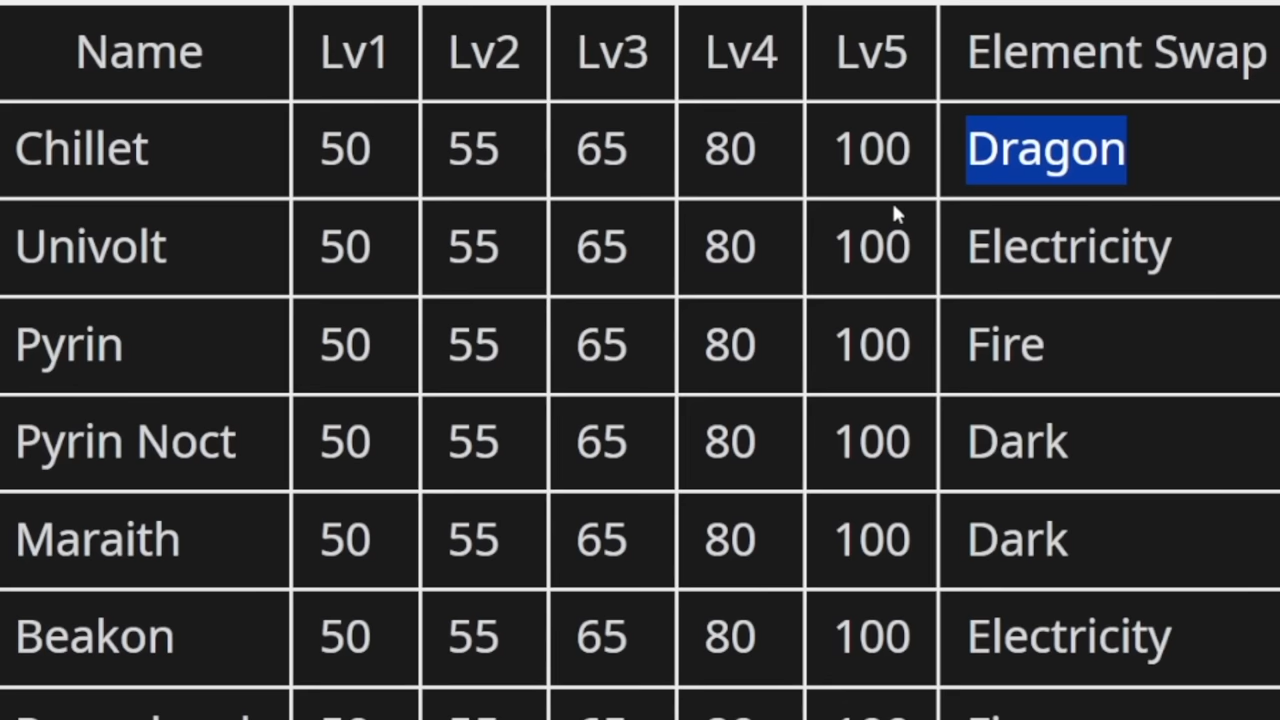 Name Lv1 Lv2 Lv3 Lv4 Lv5 Element Swap
Chillet 50 55 65 80 100 Dragon
Univolt 50 55 65 80 100 Electricity
Pyrin 50 55 65 80 100 Fire
Pyrin Noct 50 55 65 80 100 Dark
Maraith 50 55 65 80 100 Dark
Beakon 50 55 65 80 100 Electricity